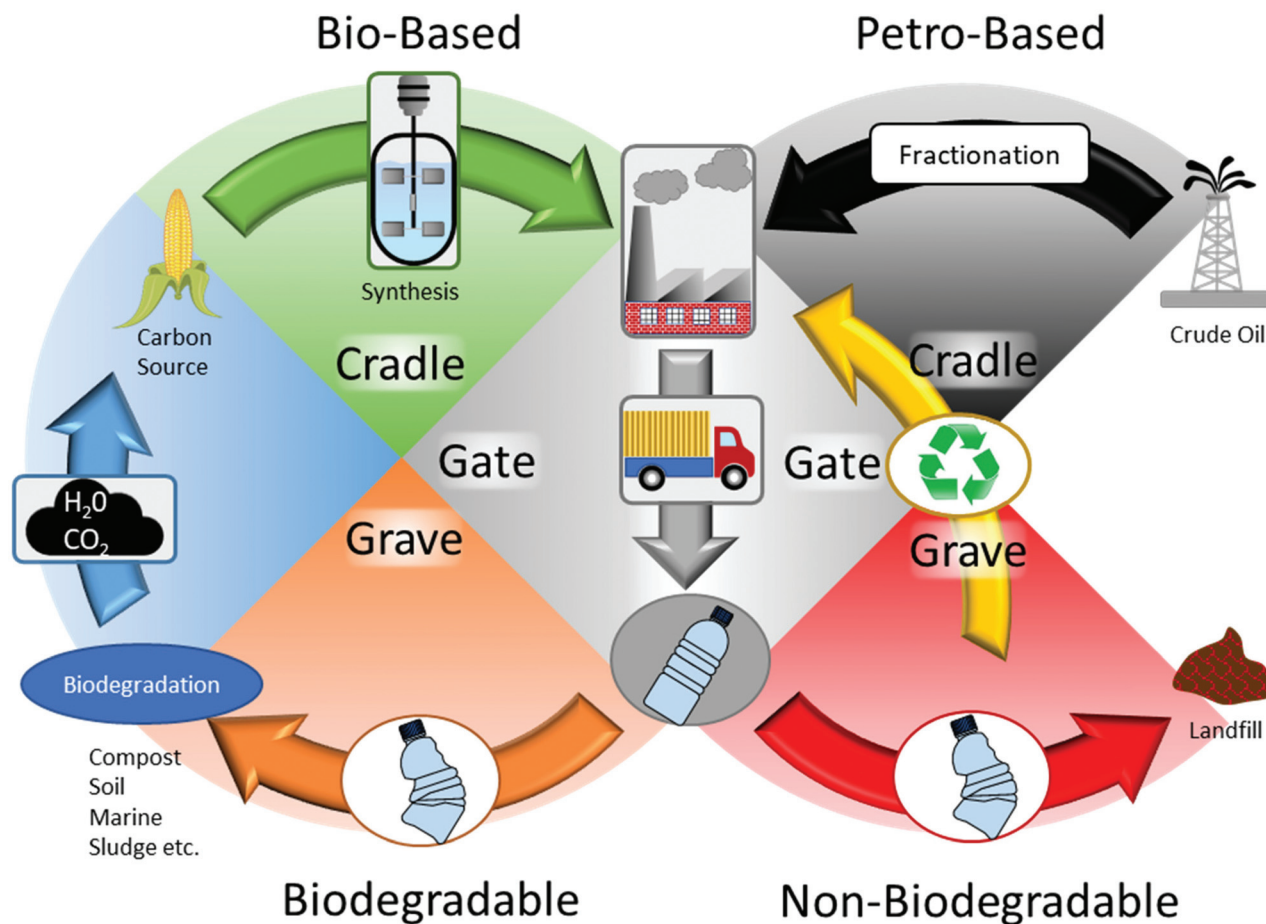 Bio-Based
Petro-Based
Fractionation
Synthesis
Carbon
Source
Crude Oil
Cradle
Cradle
Gate
Gate
H₂0
CO₂
Grave
Grave
Biodegradation
Landfill
Compost
Soil
Marine
Sludge etc.
Biodegradable
Non-Biodegradable